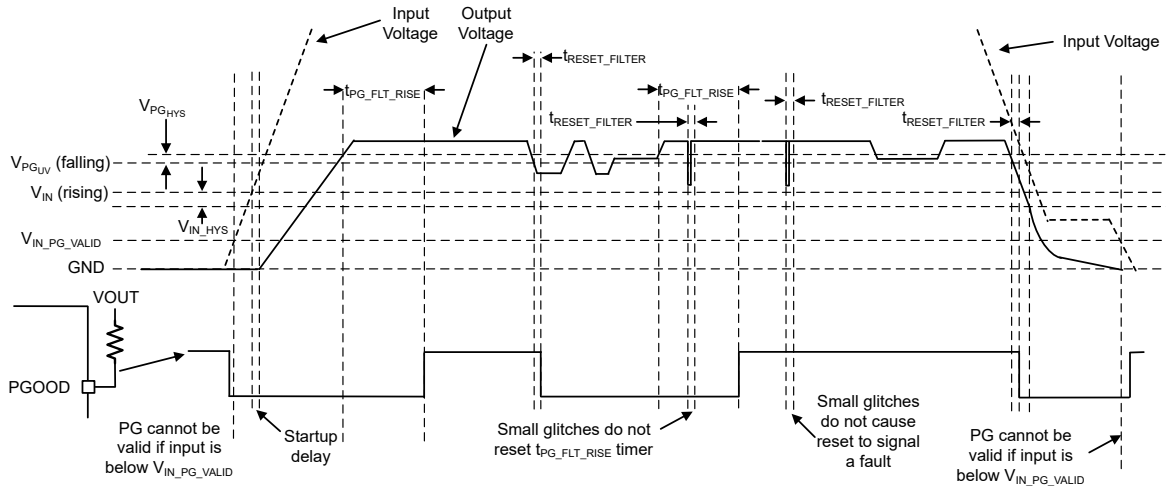 Input
Voltage
Output
Voltage
Input Voltage
tRESET_FILTER
tPG_FLT_RISE
tPG_FLT_RISE
tRESET_FILTER
tRESET_FILTER
tRESET_FILTER
VPGHYS
VPGUV (falling)
VIN (rising)
VIN_HYS
VIN_PG_VALID
GND
VOUT
PGOOD
PG cannot be
valid if input is
below VIN_PG_VALID
Startup
delay
Small glitches do not
reset tPG_FLT_RISE timer
Small glitches
do not cause
reset to signal
a fault
PG cannot be
valid if input is
below VIN_PG_VALID